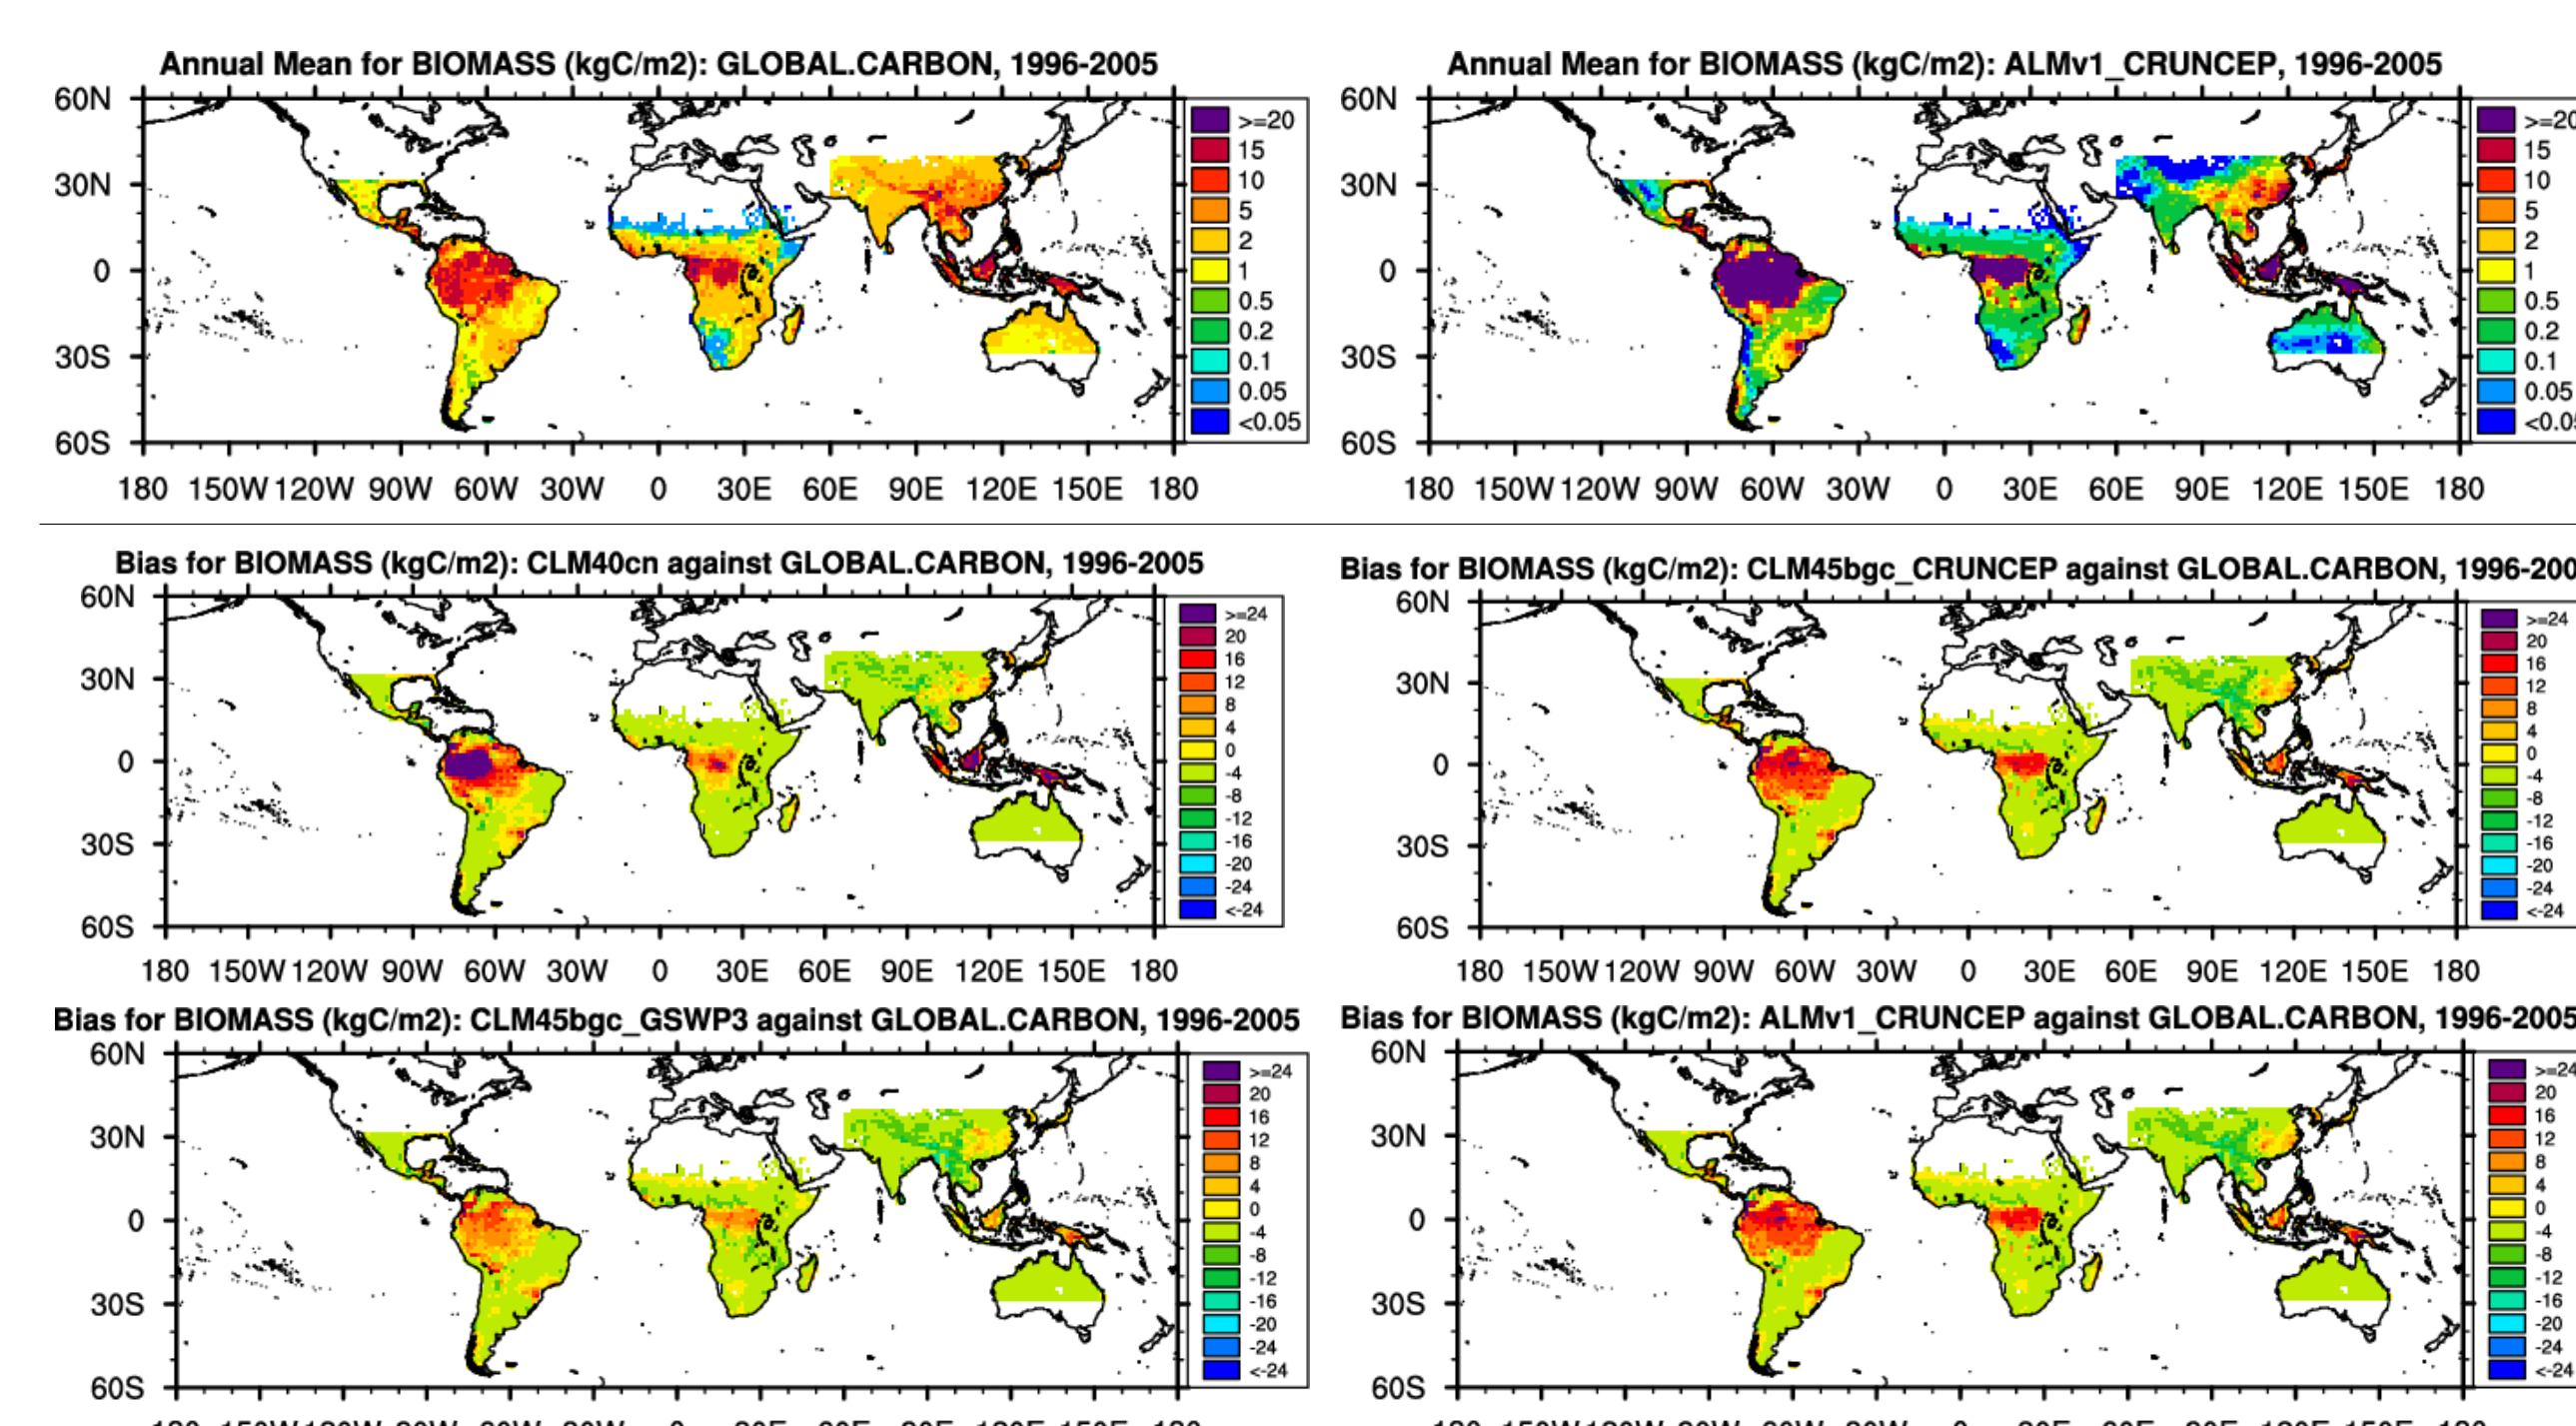 Annual Mean for BIOMASS (kgC/m2): GLOBAL.CARBON, 1996-2005
60N
30N
0
30S
60S
180 150W 120W 90W 60W 30W 0 30E 60E 90E 120E 150E 180
>=20
15
10
5
2
1
0.5
0.2
0.1
0.05
<0.05
Annual Mean for BIOMASS (kgC/m2): ALMv1_CRUNCEP, 1996-2005
60N
30N
0
30S
60S
180 150W 120W 90W 60W 30W 0 30E 60E 90E 120E 150E 180
>=20
15
10
5
2
1
0.5
0.2
0.1
0.05
<0.05
Bias for BIOMASS (kgC/m2): CLM40cn against GLOBAL.CARBON, 1996-2005
60N
30N
0
30S
60S
180 150W 120W 90W 60W 30W 0 30E 60E 90E 120E 150E 180
>=24
20
16
12
8
4
0
-4
-8
-12
-16
-20
-24
<-24
Bias for BIOMASS (kgC/m2): CLM45bgc_CRUNCEP against GLOBAL.CARBON, 1996-200
60N
30N
0
30S
60S
180 150W 120W 90W 60W 30W 0 30E 60E 90E 120E 150E 180
>=24
20
16
12
8
4
0
-4
-8
-12
-16
-20
-24
<-24
Bias for BIOMASS (kgC/m2): CLM45bgc_GSWP3 against GLOBAL.CARBON, 1996-2005
60N
30N
0
30S
60S
>=24
20
16
12
8
4
0
-4
-8
-12
-16
-20
-24
<-24
Bias for BIOMASS (kgC/m2): ALMv1_CRUNCEP against GLOBAL.CARBON, 1996-2005
60N
30N
0
30S
60S
>=24
20
16
12
8
4
0
-4
-8
-12
-16
-20
-24
<-24